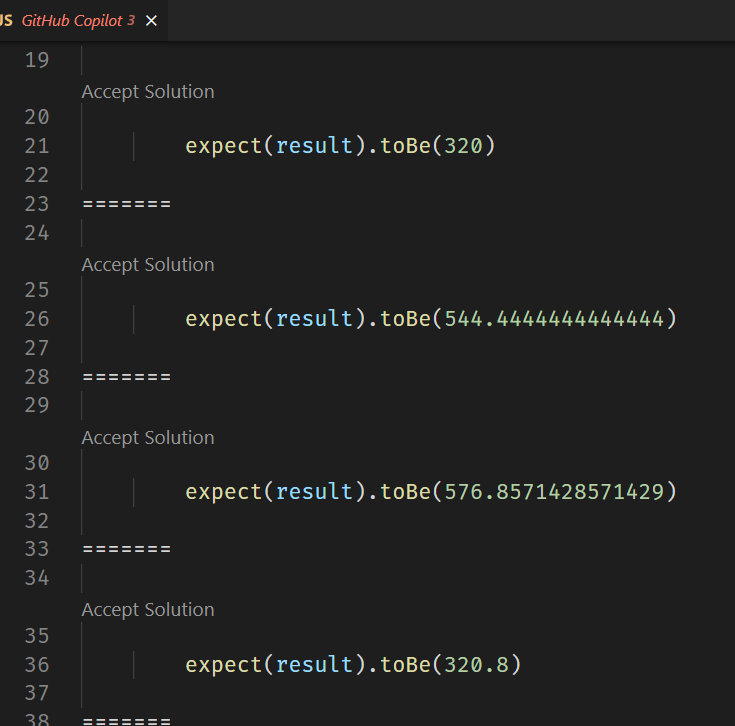 JS GitHub Copilot 3 ×
19
Accept Solution
20
21 expect(result).toBe(320)
22
23 =======
24
Accept Solution
25
26 expect(result).toBe(544.4444444444444)
27
28 =======
29
Accept Solution
30
31 expect(result).toBe(576.8571428571429)
32
33 =======
34
Accept Solution
35
36 expect(result).toBe(320.8)
37
38 =======